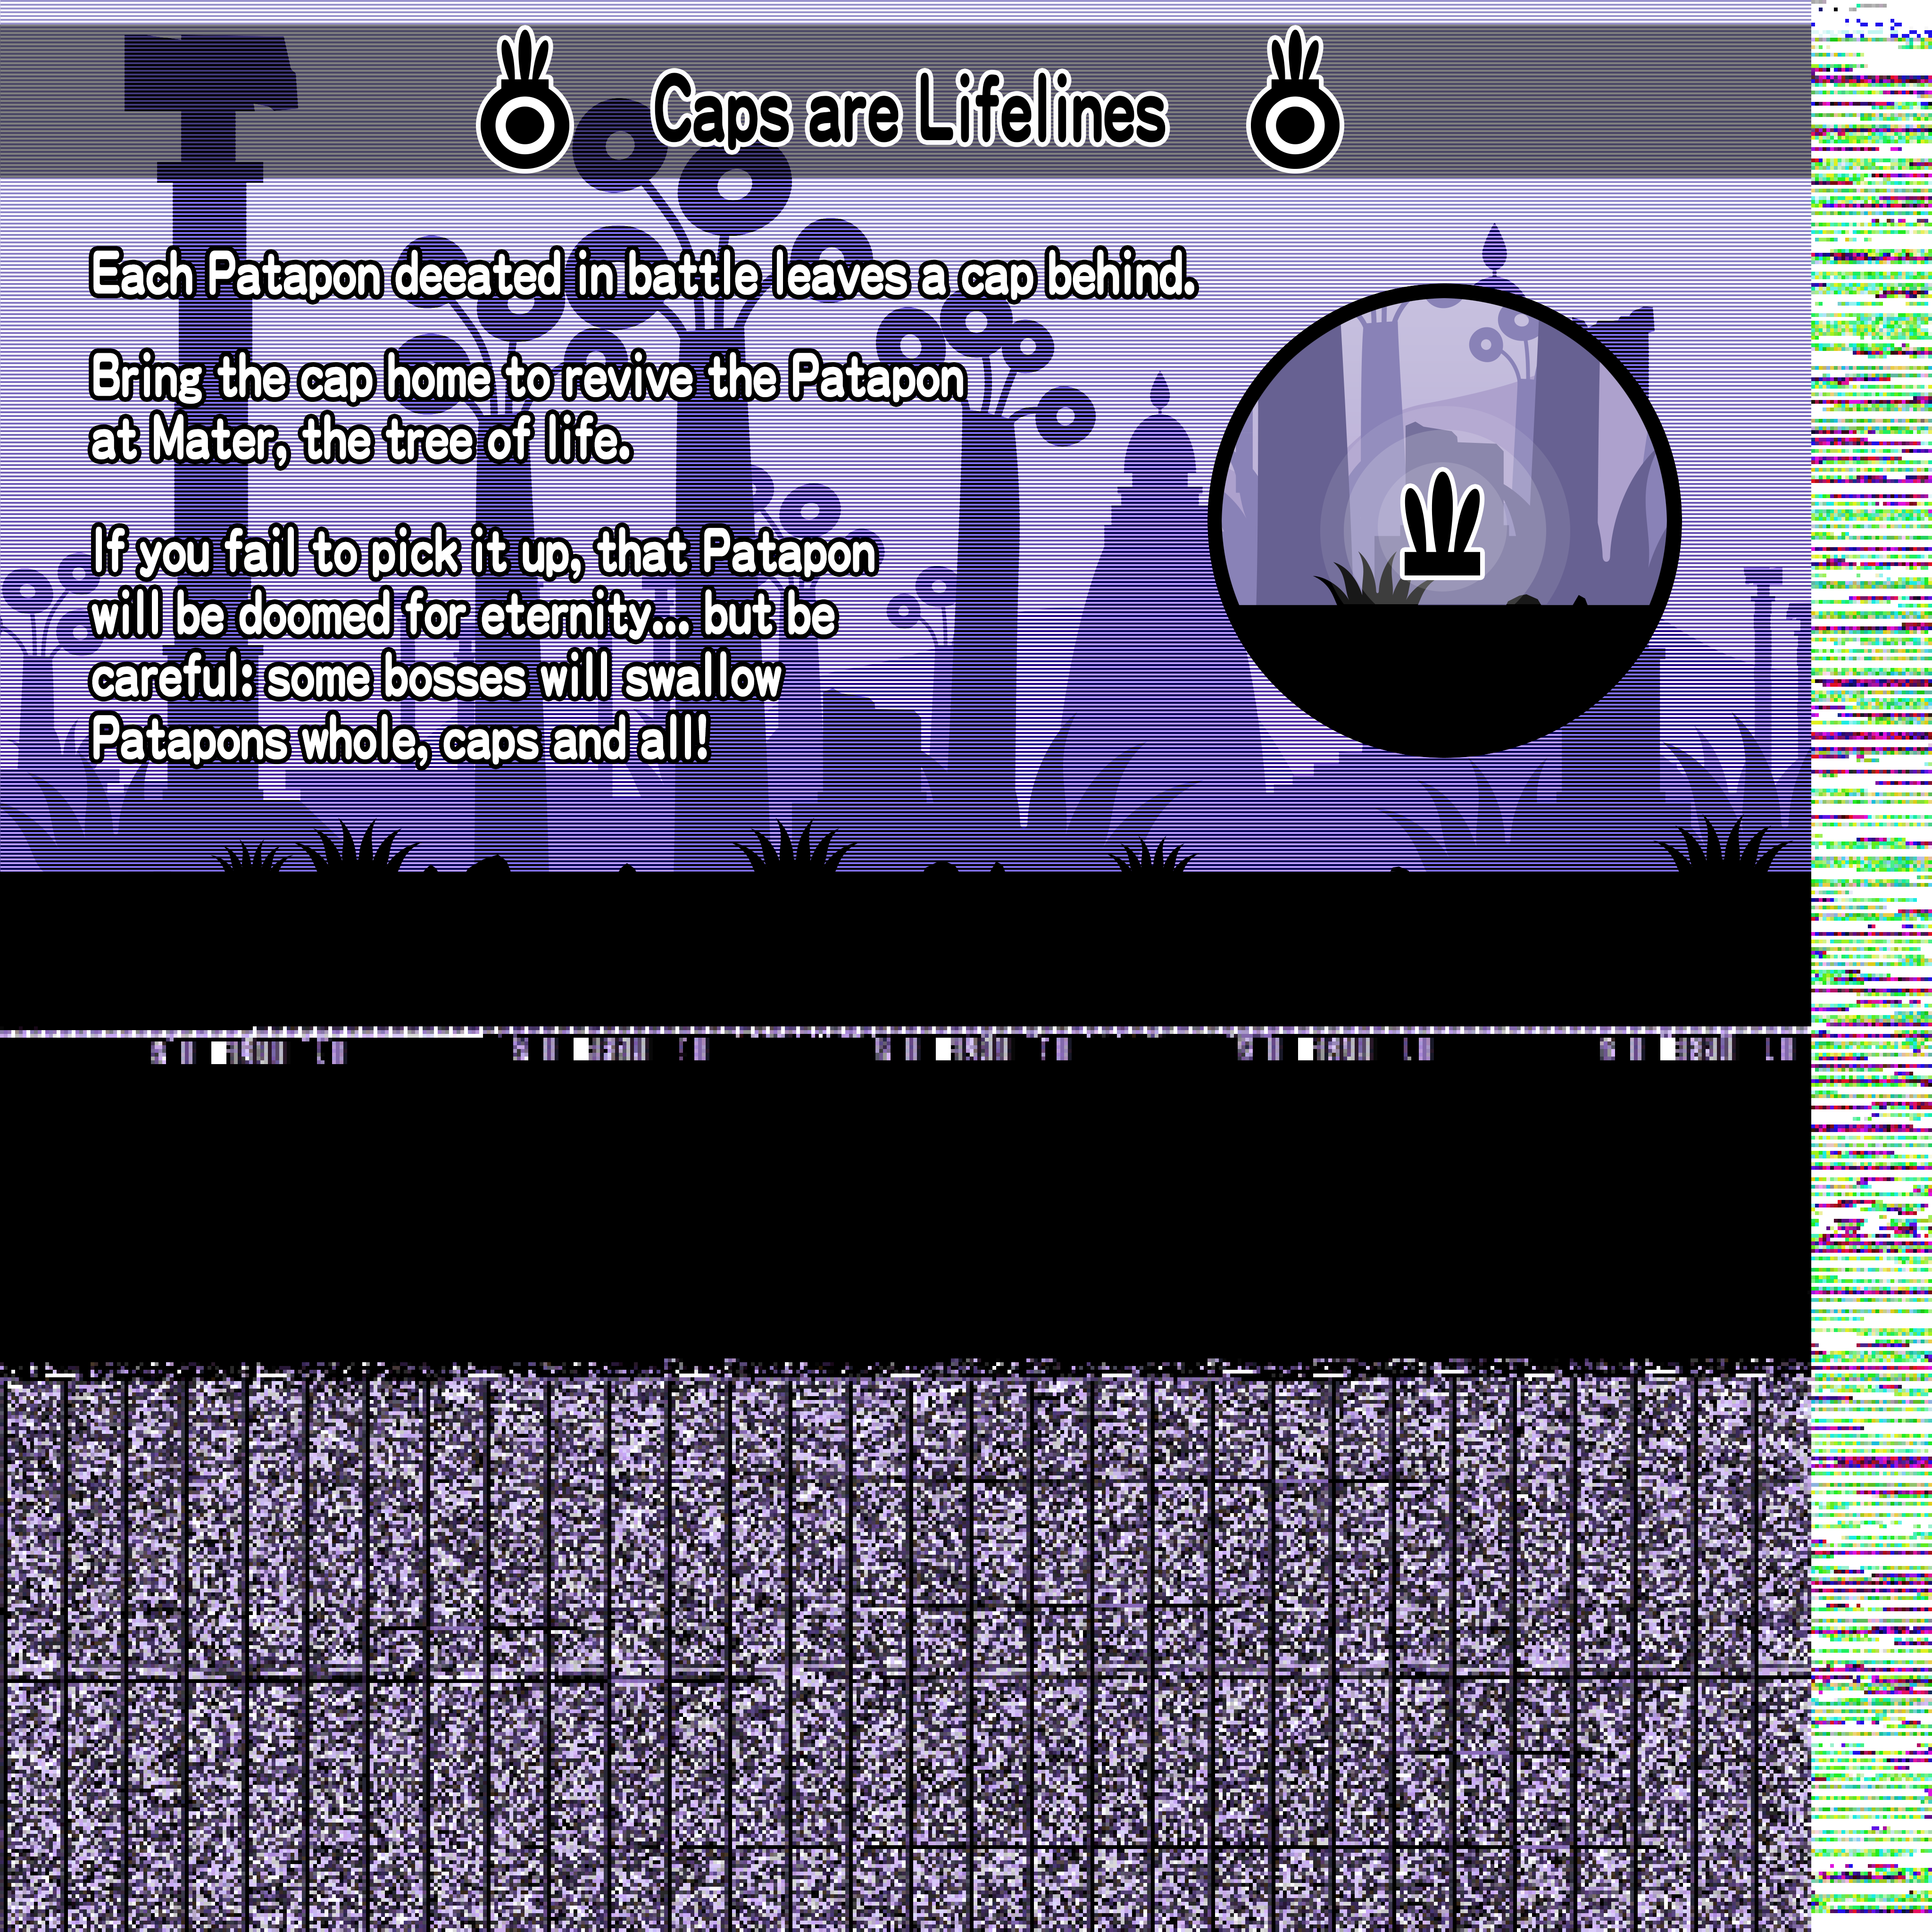 Caps are Lifelines
Each Patapon deeated in battle leaves a cap behind.
Bring the cap home to revive the Patapon
at Mater, the tree of life.
If you fail to pick it up, that Patapon
will be doomed for eternity... but be
careful: some bosses will swallow
Patapons whole, caps and all!